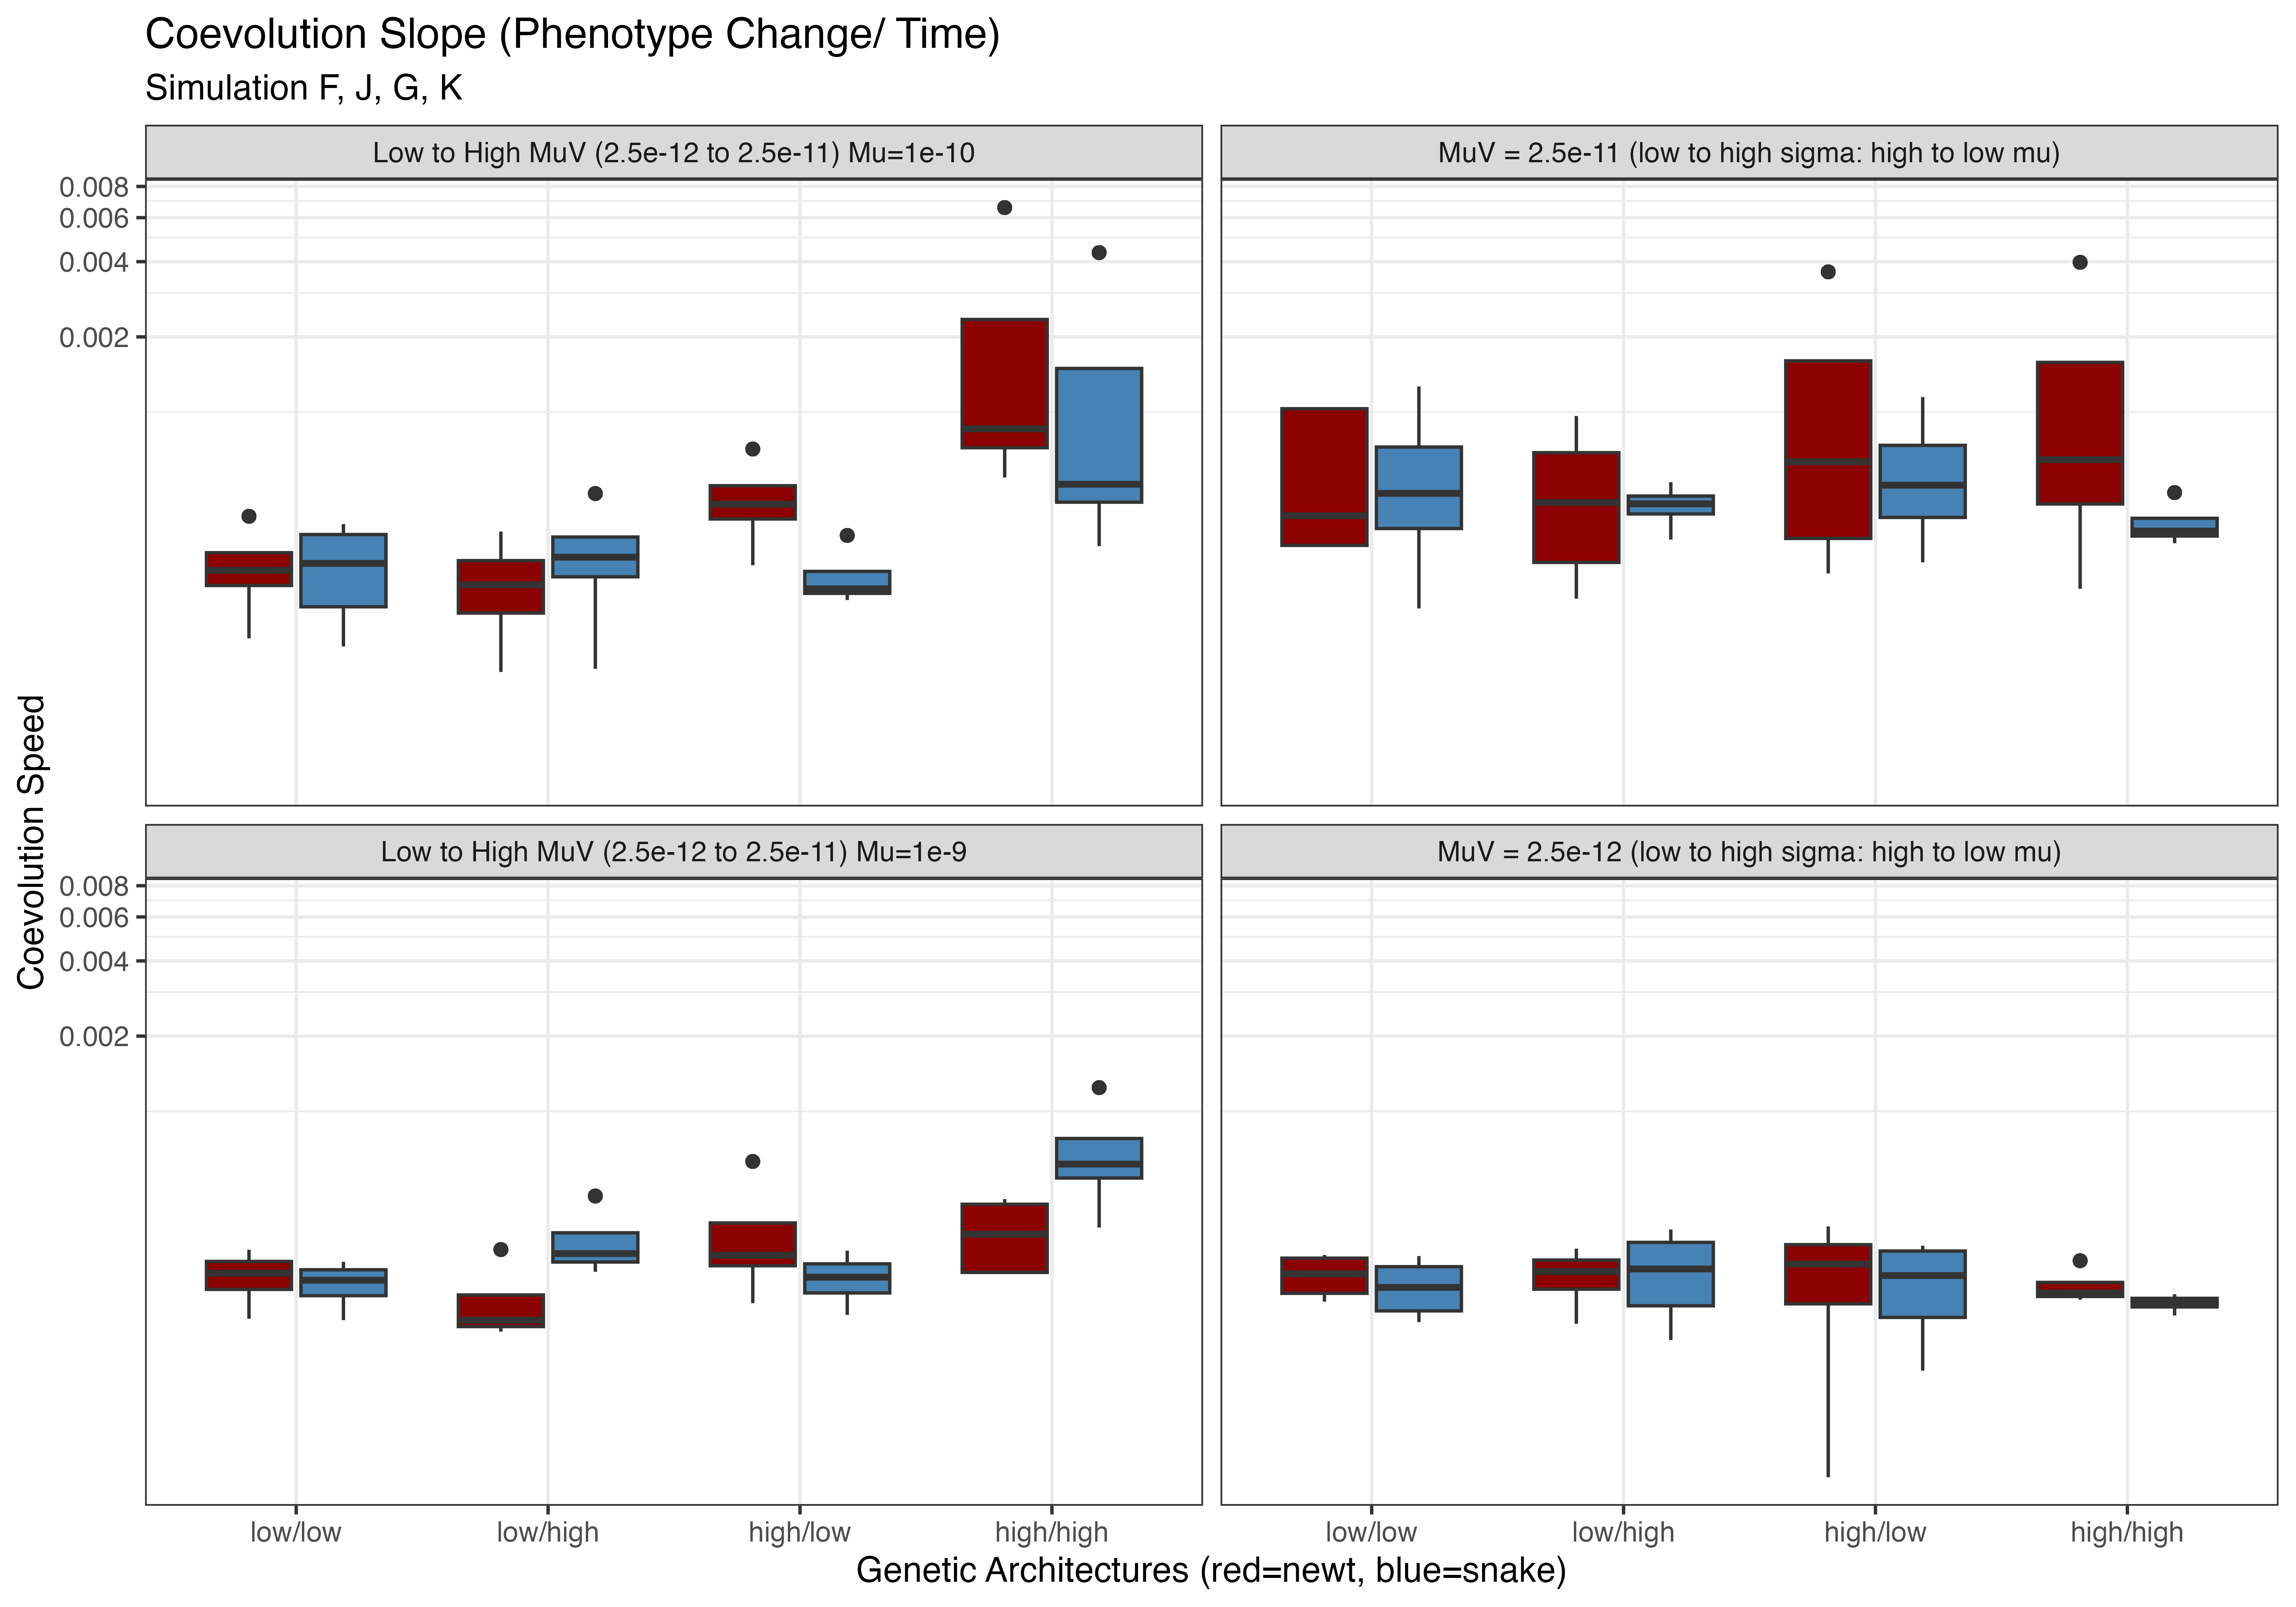 Coevolution Slope (Phenotype Change/ Time)
Simulation F, J, G, K
Low to High MuV (2.5e-12 to 2.5e-11) Mu=1e-10
MuV = 2.5e-11 (low to high sigma: high to low mu)
0.008
0.006
0.004
0.002
Coevolution Speed
Low to High MuV (2.5e-12 to 2.5e-11) Mu=1e-9
MuV = 2.5e-12 (low to high sigma: high to low mu)
0.008
0.006
0.004
0.002
low/low
low/high
high/low
high/high
low/low
low/high
high/low
high/high
Genetic Architectures (red=newt, blue=snake)